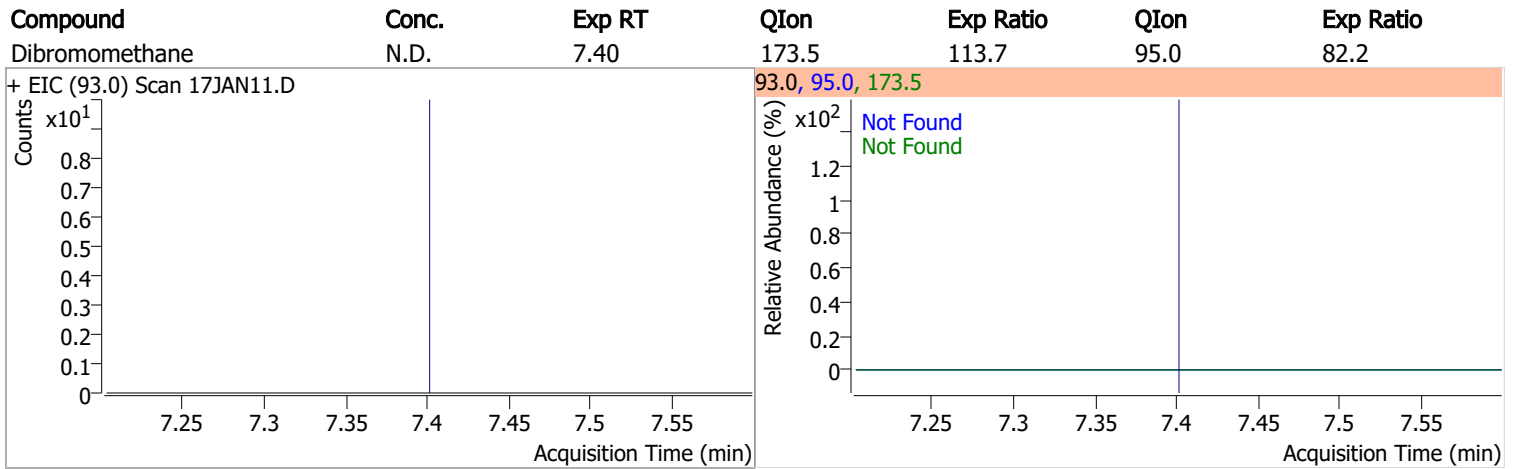 Compound Conc. Exp RT QIon Exp Ratio QIon Exp Ratio
Dibromomethane N.D. 7.40 173.5 113.7 95.0 82.2
+ EIC (93.0) Scan 17JAN11.D
Counts
x10¹
0.8
0.7
0.6
0.5
0.4
0.3
0.2
0.1
0
7.25 7.3 7.35 7.4 7.45 7.5 7.55
Acquisition Time (min)
93.0, 95.0, 173.5
Relative Abundance (%)
x10²
Not Found
Not Found
1.2
1
0.8
0.6
0.4
0.2
0
7.25 7.3 7.35 7.4 7.45 7.5 7.55
Acquisition Time (min)